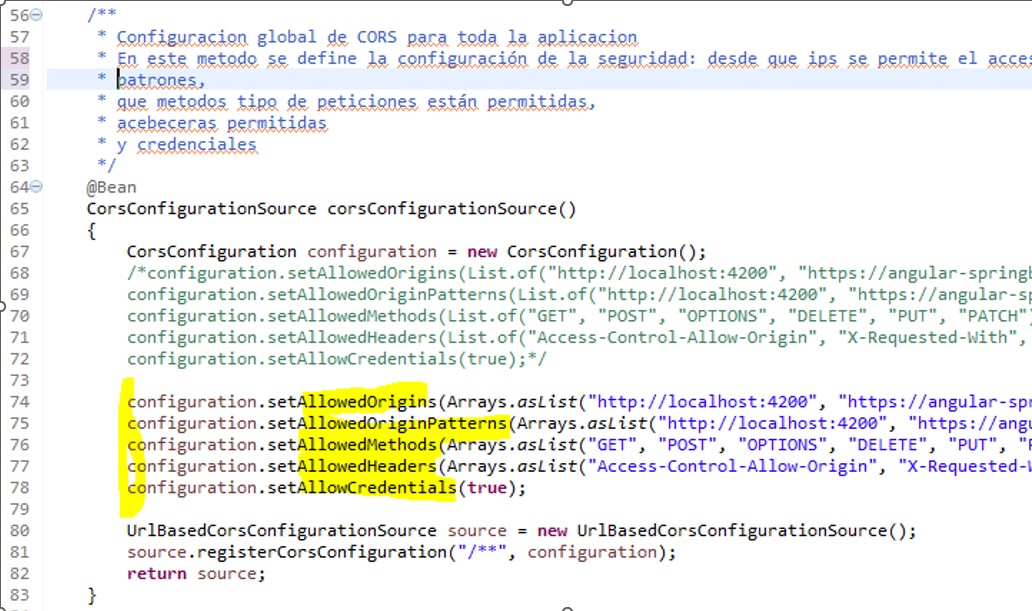 56 /**
57 * Configuracion global de CORS para toda la aplicacion
58 * En este metodo se define la configuración de la seguridad: desde que ips se permite el acces
59 * patrones,
60 * que metodos tipo de peticiones están permitidas,
61 * acebeceras permitidas
62 * y credenciales
63 */
64 @Bean
65 CorsConfigurationSource corsConfigurationSource()
66 {
67 CorsConfiguration configuration = new CorsConfiguration();
68 /*configuration.setAllowedOrigins(List.of("http://localhost:4200", "https://angular-springb
69 configuration.setAllowedOriginPatterns(List.of("http://localhost:4200", "https://angular-sp
70 configuration.setAllowedMethods(List.of("GET", "POST", "OPTIONS", "DELETE", "PUT", "PATCH")
71 configuration.setAllowedHeaders(List.of("Access-Control-Allow-Origin", "X-Requested-With",
72 configuration.setAllowCredentials(true);*/
73
74 configuration.setAllowedOrigins(Arrays.asList("http://localhost:4200", "https://angular-spr
75 configuration.setAllowedOriginPatterns(Arrays.asList("http://localhost:4200", "https://angu
76 configuration.setAllowedMethods(Arrays.asList("GET", "POST", "OPTIONS", "DELETE", "PUT", "P
77 configuration.setAllowedHeaders(Arrays.asList("Access-Control-Allow-Origin", "X-Requested-W
78 configuration.setAllowCredentials(true);
79
80 UrlBasedCorsConfigurationSource source = new UrlBasedCorsConfigurationSource();
81 source.registerCorsConfiguration("/**", configuration);
82 return source;
83 }